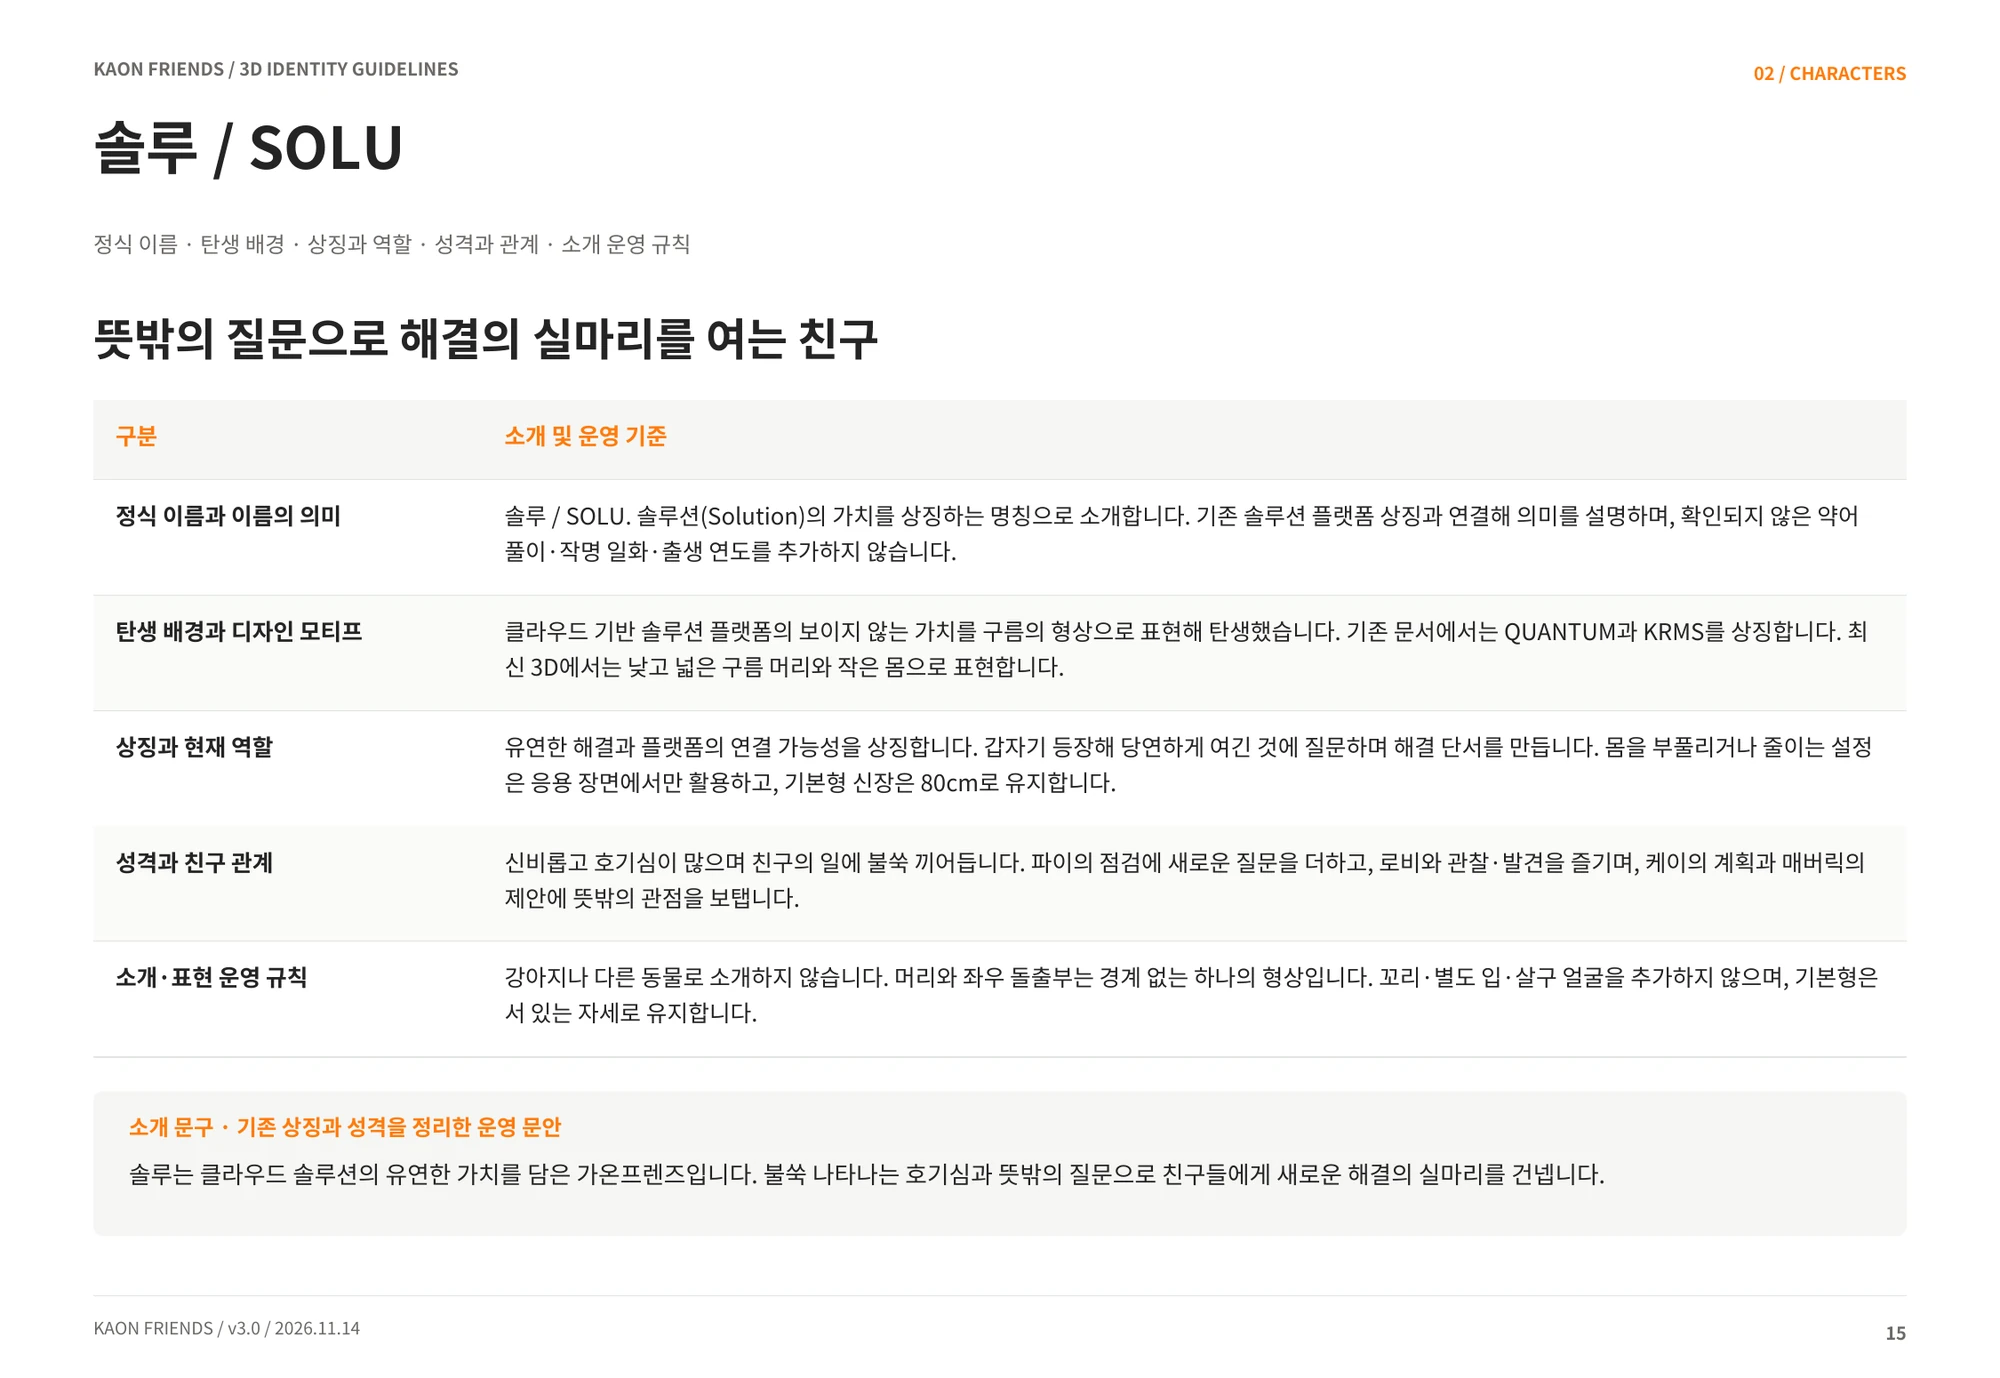 KAON FRIENDS / 3D IDENTITY GUIDELINES
02 / CHARACTERS
솔루 / SOLU
정식 이름 · 탄생 배경 · 상징과 역할 · 성격과 관계 · 소개 운영 규칙
뜻밖의 질문으로 해결의 실마리를 여는 친구
구분
소개 및 운영 기준
정식 이름과 이름의 의미
솔루 / SOLU. 솔루션(Solution)의 가치를 상징하는 명칭으로 소개합니다. 기존 솔루션 플랫폼 상징과 연결해 의미를 설명하며, 확인되지 않은 약어
풀이·작명 일화·출생 연도를 추가하지 않습니다.
탄생 배경과 디자인 모티프
클라우드 기반 솔루션 플랫폼의 보이지 않는 가치를 구름의 형상으로 표현해 탄생했습니다. 기존 문서에서는 QUANTUM과 KRMS를 상징합니다. 최
신 3D에서는 낮고 넓은 구름 머리와 작은 몸으로 표현합니다.
상징과 현재 역할
유연한 해결과 플랫폼의 연결 가능성을 상징합니다. 갑자기 등장해 당연하게 여긴 것에 질문하며 해결 단서를 만듭니다. 몸을 부풀리거나 줄이는 설정
은 응용 장면에서만 활용하고, 기본형 신장은 80cm로 유지합니다.
성격과 친구 관계
신비롭고 호기심이 많으며 친구의 일에 불쑥 끼어듭니다. 파이의 점검에 새로운 질문을 더하고, 로비와 관찰·발견을 즐기며, 케이의 계획과 매버릭의
제안에 뜻밖의 관점을 보탭니다.
소개·표현 운영 규칙
강아지나 다른 동물로 소개하지 않습니다. 머리와 좌우 돌출부는 경계 없는 하나의 형상입니다. 꼬리·별도 입·살구 얼굴을 추가하지 않으며, 기본형은
서 있는 자세로 유지합니다.
소개 문구 · 기존 상징과 성격을 정리한 운영 문안
솔루는 클라우드 솔루션의 유연한 가치를 담은 가온프렌즈입니다. 불쑥 나타나는 호기심과 뜻밖의 질문으로 친구들에게 새로운 해결의 실마리를 건넵니다.
KAON FRIENDS / v3.0 / 2026.11.14
15